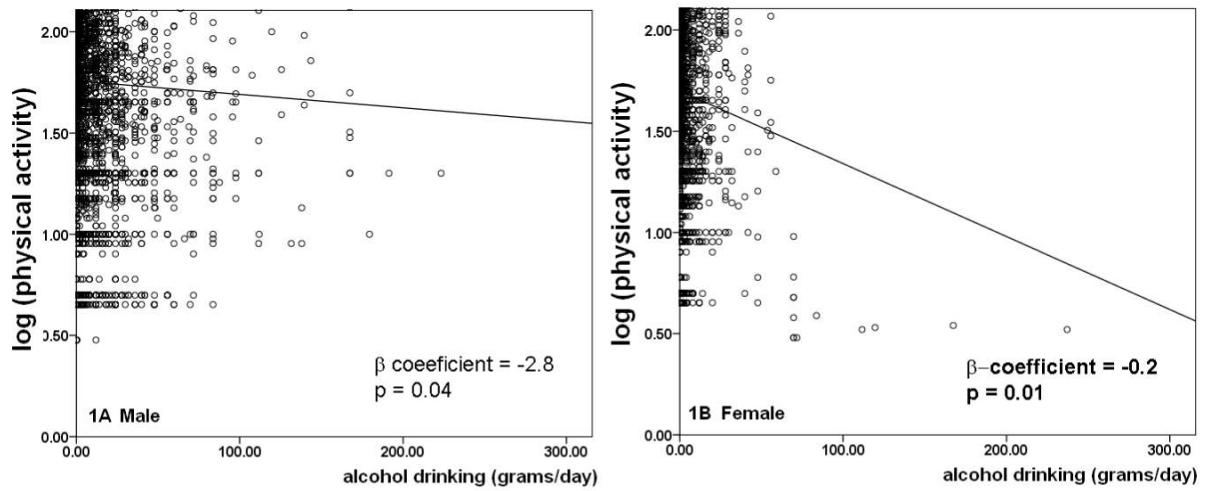 2.00
1.50
1.00
0.50
0.00
log (physical activity)
β coeeficient = -2.8
p = 0.04
1A Male
0.00 100.00 200.00 300.00
alcohol drinking (grams/day)
2.00
1.50
1.00
0.50
0.00
log (physical activity)
β−coefficient = -0.2
p = 0.01
1B Female
0.00 100.00 200.00 300.00
alcohol drinking (grams/day)